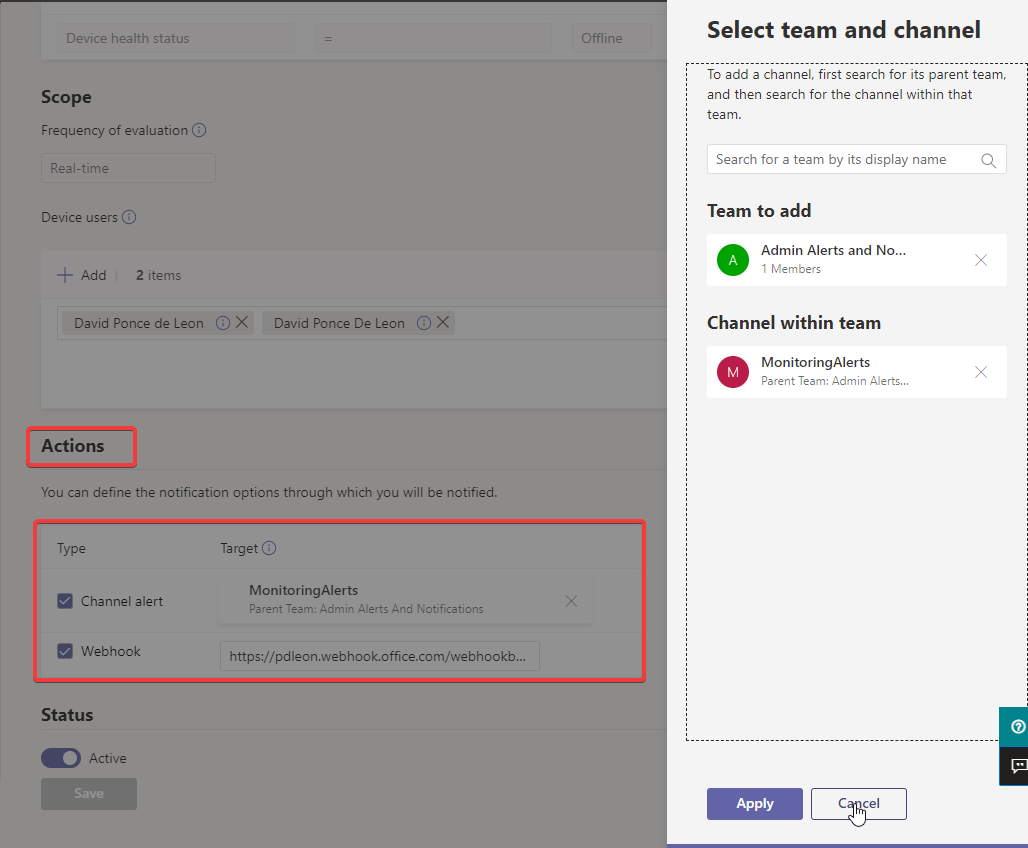 Device health status
=
Offline
Scope
Frequency of evaluation
Real-time
Device users
Add
2 items
David Ponce de Leon
David Ponce De Leon
Actions
You can define the notification options through which you will be notified.
Type
Target
Channel alert
MonitoringAlerts
Parent Team: Admin Alerts And Notifications
Webhook
https://pdleon.webhook.office.com/webhookb...
Status
Active
Save
Select team and channel
To add a channel, first search for its parent team,
and then search for the channel within that
team.
Search for a team by its display name
Team to add
A
Admin Alerts and No...
1 Members
Channel within team
M
MonitoringAlerts
Parent Team: Admin Alerts...
Apply
Cancel